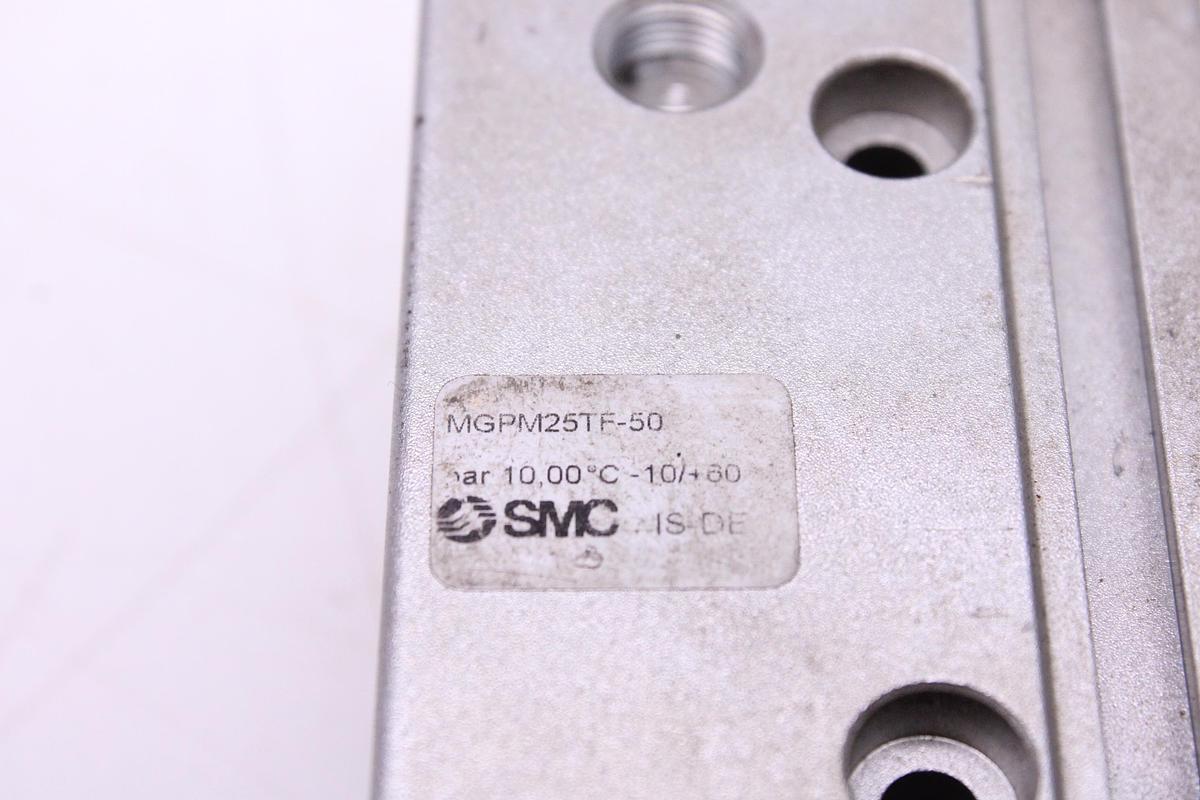 MGPM25TF-50
bar 10,00°C -10/+60
SMC IS-DE